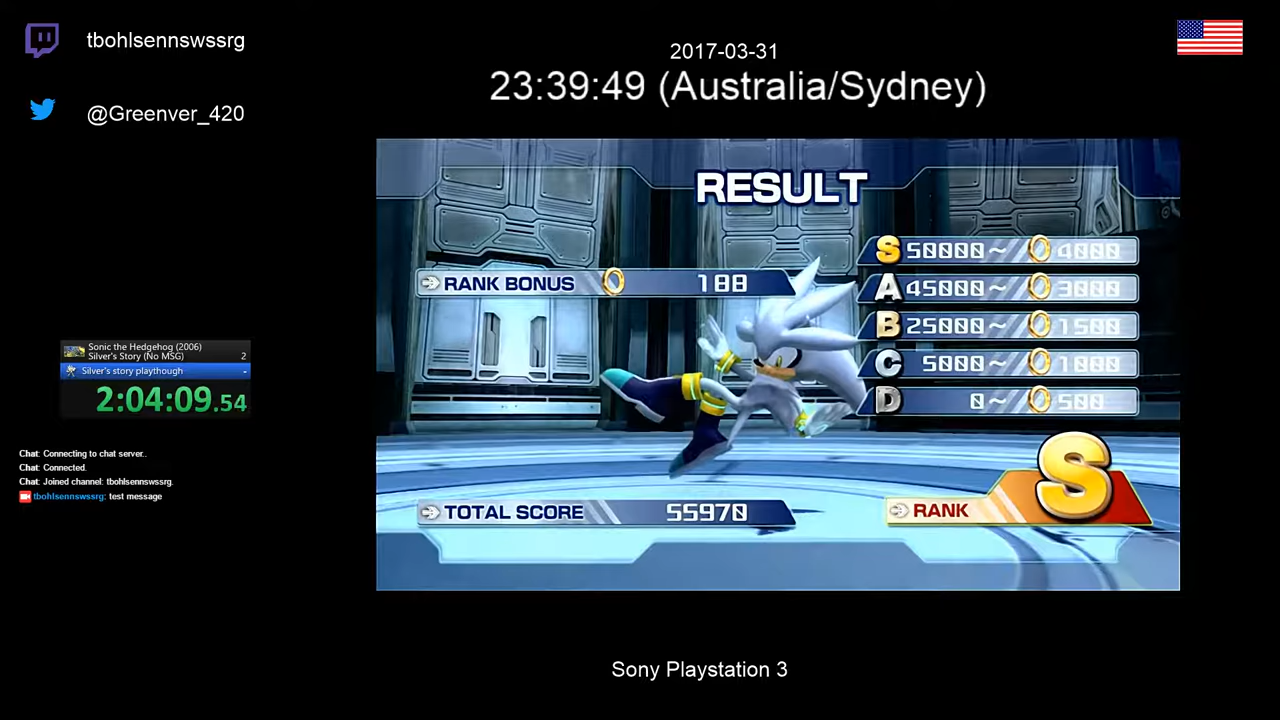 tbohlsennswssrg
@Greenver_420
2017-03-31
23:39:49 (Australia/Sydney)
RESULT
RANK BONUS 188
S 50000~ 4000
A 45000~ 3000
B 25000~ 1500
C 5000~ 1000
D 0~ 500
TOTAL SCORE 55970
RANK S
Sonic the Hedgehog (2006)
Silver's Story (No MSG) 2
Silver's story playthough -
2:04:09.54
Chat: Connecting to chat server..
Chat: Connected.
Chat: Joined channel: tbohlsennswssrg.
tbohlsennswssrg: test message
Sony Playstation 3